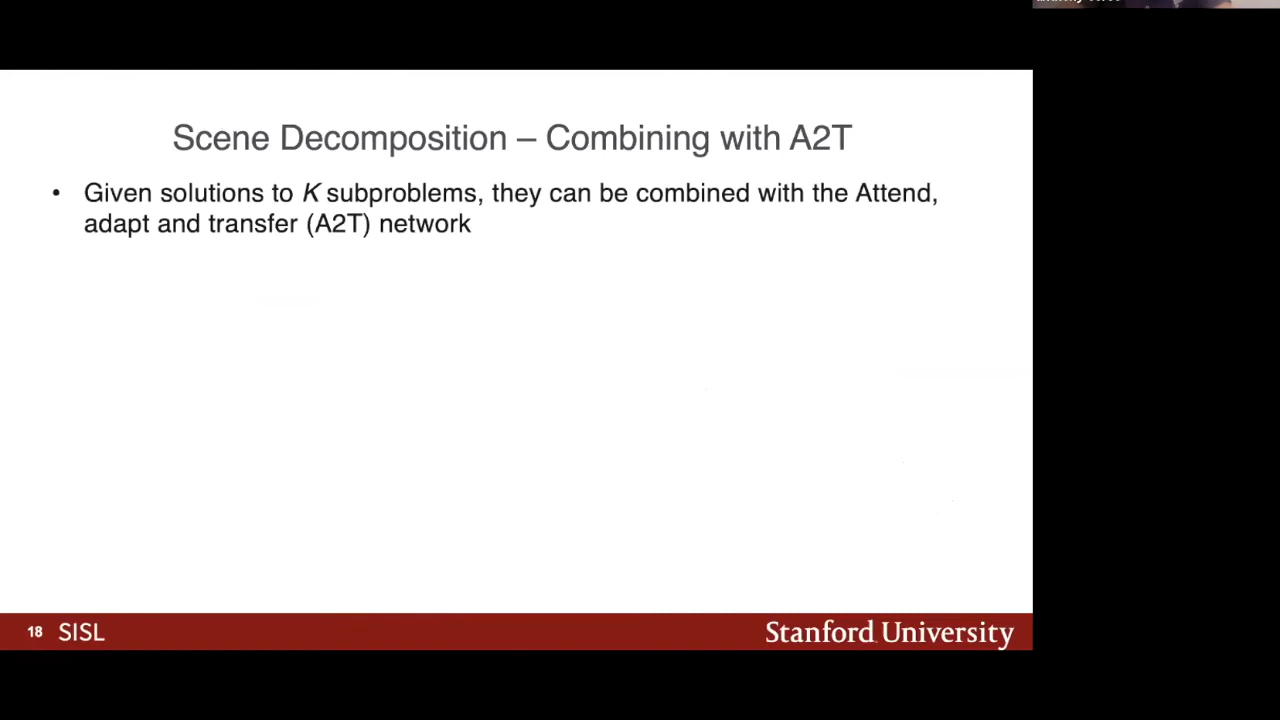 Scene Decomposition – Combining with A2T
• Given solutions to K subproblems, they can be combined with the Attend,
adapt and transfer (A2T) network
18 SISL
Stanford University